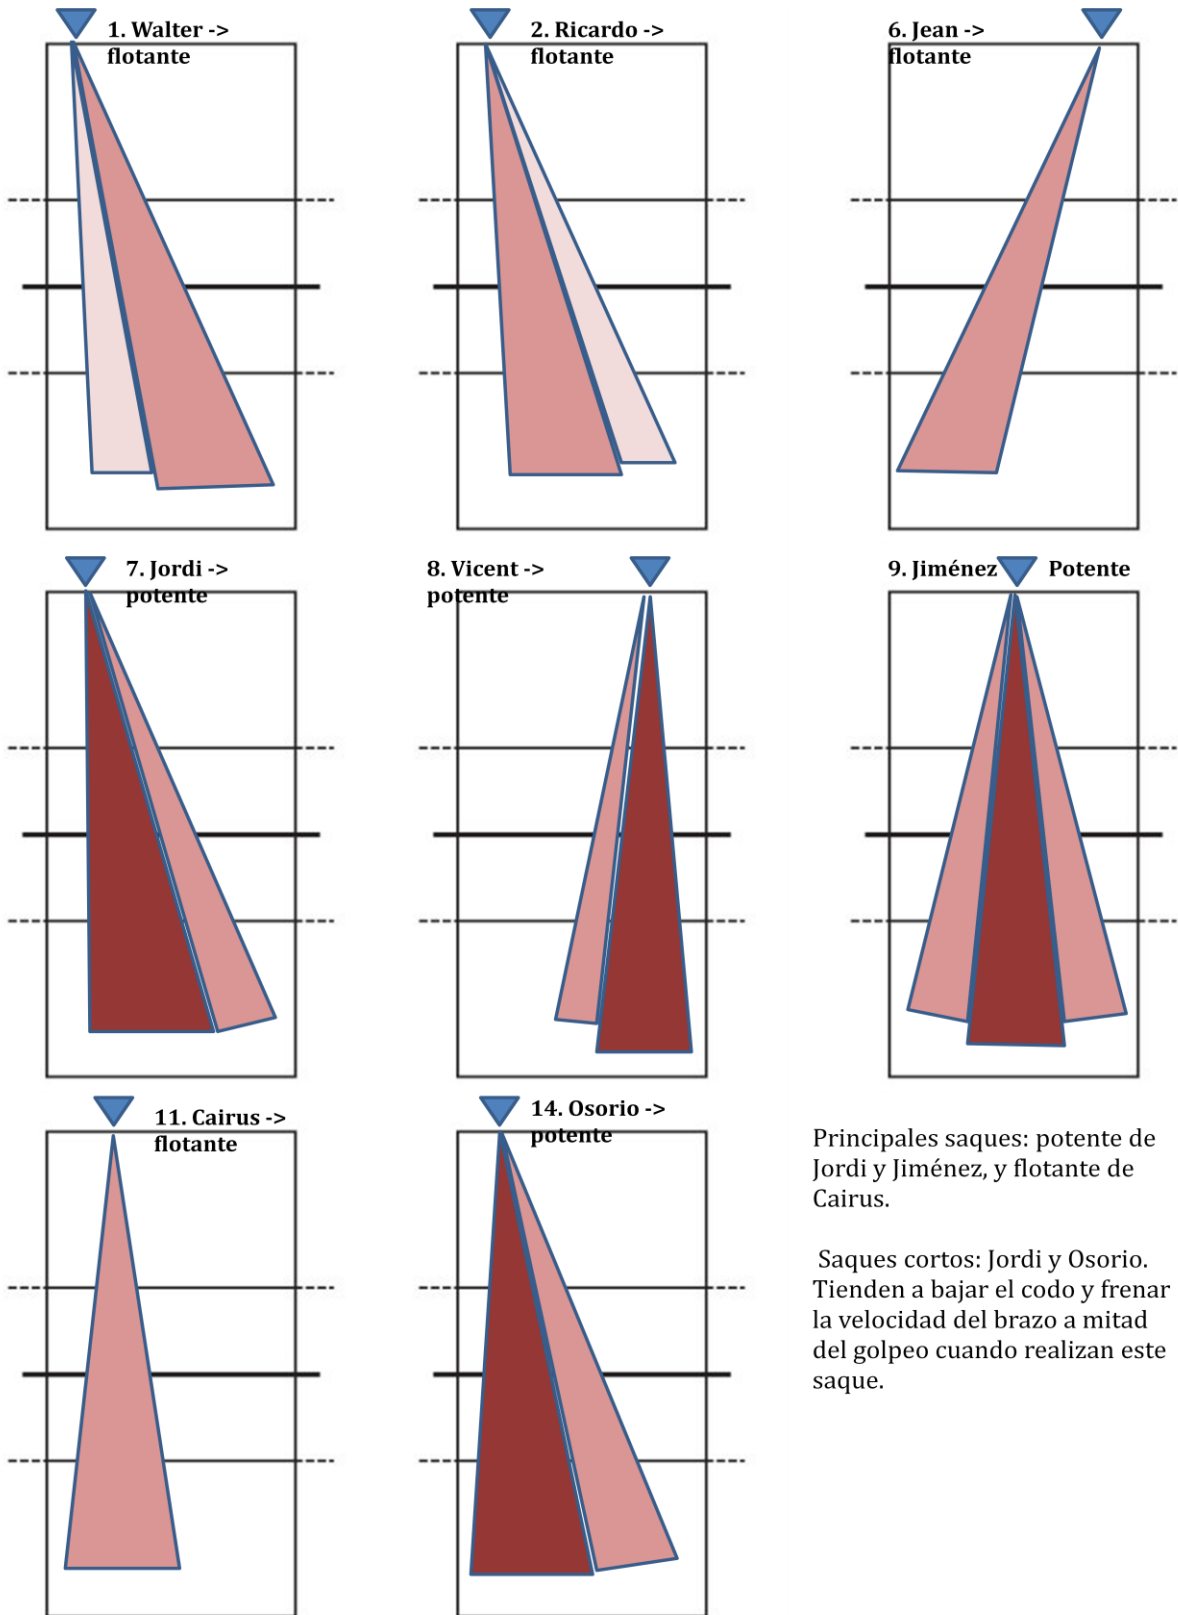 1. Walter ->
flotante
2. Ricardo ->
flotante
6. Jean ->
flotante
7. Jordi ->
potente
8. Vicent ->
potente
9. Jiménez Potente
11. Cairus ->
flotante
14. Osorio ->
potente
Principales saques: potente de
Jordi y Jiménez, y flotante de
Cairus.
Saques cortos: Jordi y Osorio.
Tienden a bajar el codo y frenar
la velocidad del brazo a mitad
del golpeo cuando realizan este
saque.